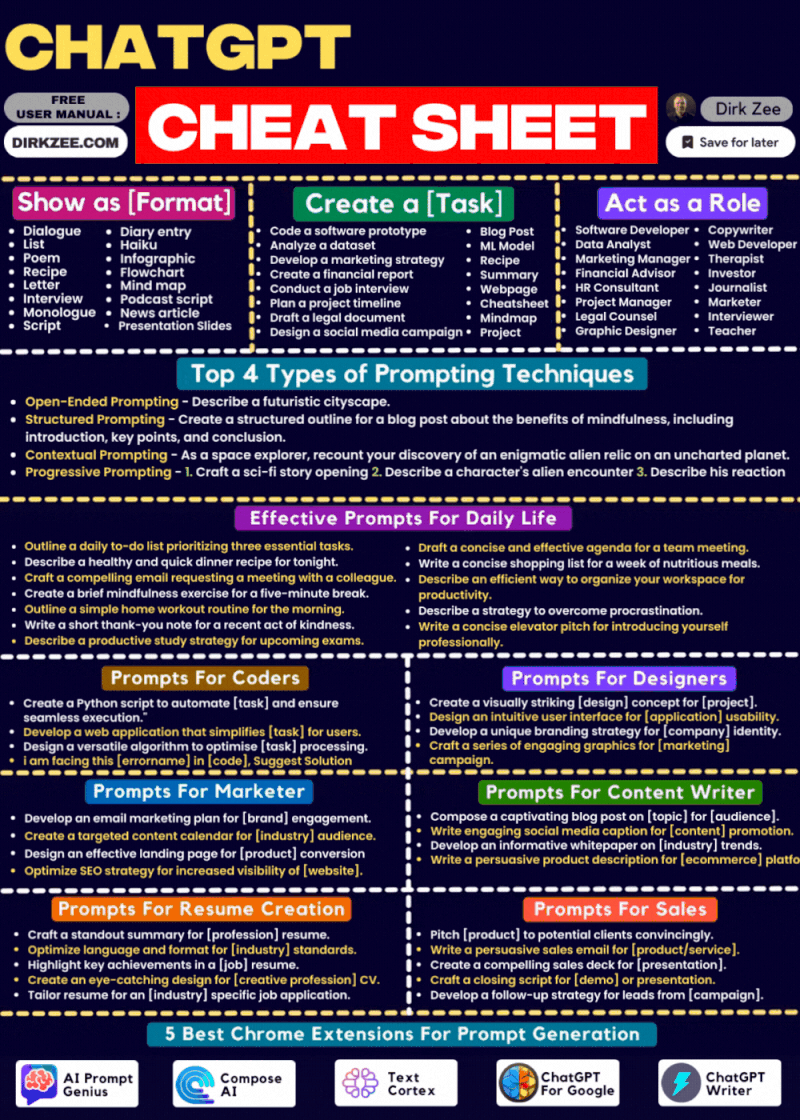 CHATGPT
FREE
USER MANUAL :
DIRKZEE.COM
CHEAT SHEET
Dirk Zee
Save for later
Show as [Format]
• Dialogue
• List
• Poem
• Recipe
• Letter
• Interview
• Monologue
• Script
• Diary entry
• Haiku
• Infographic
• Flowchart
• Mind map
• Podcast script
• News article
• Presentation Slides
Create a [Task]
• Code a software prototype
• Analyze a dataset
• Develop a marketing strategy
• Create a financial report
• Conduct a job interview
• Plan a project timeline
• Draft a legal document
• Design a social media campaign
• Blog Post
• ML Model
• Recipe
• Summary
• Webpage
• Cheatsheet
• Mindmap
• Project
Act as a Role
• Software Developer
• Data Analyst
• Marketing Manager
• Financial Advisor
• HR Consultant
• Project Manager
• Legal Counsel
• Graphic Designer
• Copywriter
• Web Developer
• Therapist
• Investor
• Journalist
• Marketer
• Interviewer
• Teacher
Top 4 Types of Prompting Techniques
• Open-Ended Prompting - Describe a futuristic cityscape.
• Structured Prompting - Create a structured outline for a blog post about the benefits of mindfulness, including
introduction, key points, and conclusion.
• Contextual Prompting - As a space explorer, recount your discovery of an enigmatic alien relic on an uncharted planet.
• Progressive Prompting - 1. Craft a sci-fi story opening 2. Describe a character's alien encounter 3. Describe his reaction
Effective Prompts For Daily Life
• Outline a daily to-do list prioritizing three essential tasks.
• Describe a healthy and quick dinner recipe for tonight.
• Craft a compelling email requesting a meeting with a colleague.
• Create a brief mindfulness exercise for a five-minute break.
• Outline a simple home workout routine for the morning.
• Write a short thank-you note for a recent act of kindness.
• Describe a productive study strategy for upcoming exams.
• Draft a concise and effective agenda for a team meeting.
• Write a concise shopping list for a week of nutritious meals.
• Describe an efficient way to organize your workspace for
productivity.
• Describe a strategy to overcome procrastination.
• Write a concise elevator pitch for introducing yourself
professionally.
Prompts For Coders
• Create a Python script to automate [task] and ensure
seamless execution."
• Develop a web application that simplifies [task] for users.
• Design a versatile algorithm to optimise [task] processing.
• i am facing this [errorname] in [code], Suggest Solution
Prompts For Designers
• Create a visually striking [design] concept for [project].
• Design an intuitive user interface for [application] usability.
• Develop a unique branding strategy for [company] identity.
• Craft a series of engaging graphics for [marketing]
campaign.
Prompts For Marketer
• Develop an email marketing plan for [brand] engagement.
• Create a targeted content calendar for [industry] audience.
• Design an effective landing page for [product] conversion
• Optimize SEO strategy for increased visibility of [website].
Prompts For Content Writer
• Compose a captivating blog post on [topic] for [audience].
• Write engaging social media caption for [content] promotion.
• Develop an informative whitepaper on [industry] trends.
• Write a persuasive product description for [ecommerce] platfo
Prompts For Resume Creation
• Craft a standout summary for [profession] resume.
• Optimize language and format for [industry] standards.
• Highlight key achievements in a [job] resume.
• Create an eye-catching design for [creative profession] CV.
• Tailor resume for an [industry] specific job application.
Prompts For Sales
• Pitch [product] to potential clients convincingly.
• Write a persuasive sales email for [product/service].
• Create a compelling sales deck for [presentation].
• Craft a closing script for [demo] or presentation.
• Develop a follow-up strategy for leads from [campaign].
5 Best Chrome Extensions For Prompt Generation
AI Prompt
Genius
Compose
AI
Text
Cortex
ChatGPT
For Google
ChatGPT
Writer